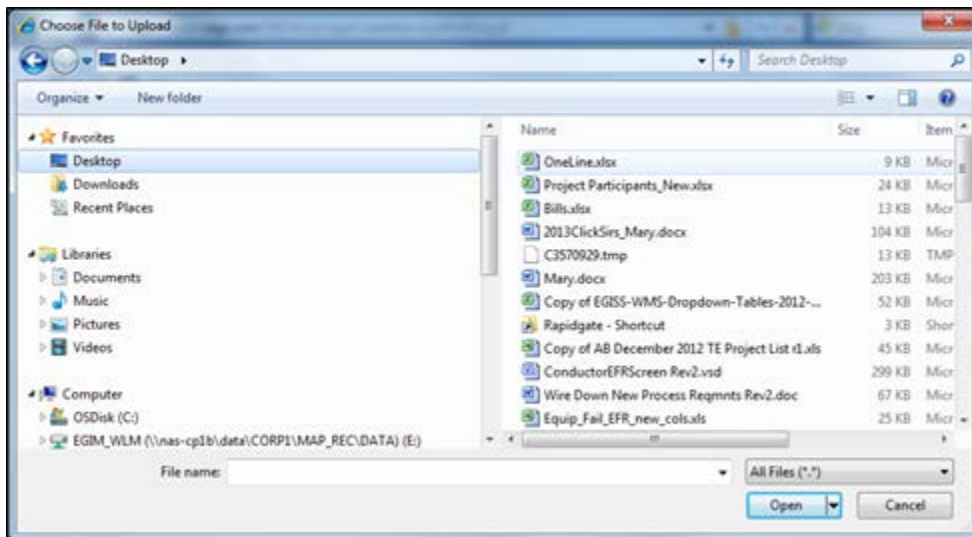 Choose File to Upload
Desktop
Search Desktop
Organize New folder
Favorites
Desktop
Downloads
Recent Places
Libraries
Documents
Music
Pictures
Videos
Computer
OSDisk (C:)
EGIM_WLM (\\nas-cp1b\data\CORP1\MAP_REC\DATA) (E:)
Name Size Item
OneLine.xlsx 9 KB Micr
Project Participants_New.xlsx 24 KB Micr
Bills.xlsx 13 KB Micr
2013ClickSirs_Mary.docx 104 KB Micr
C3570929.tmp 13 KB TMP
Mary.docx 203 KB Micr
Copy of EGISS-WMS-Dropdown-Tables-2012-... 52 KB Micr
Rapidgate - Shortcut 3 KB Shor
Copy of AB December 2012 TE Project List r1.xls 45 KB Micr
ConductorEFRScreen Rev2.vsd 299 KB Micr
Wire Down New Process Reqmnts Rev2.doc 67 KB Micr
Equip_Fail_EFR_new_cols.xls 25 KB Micr
File name:
All Files (*.*)
Open Cancel